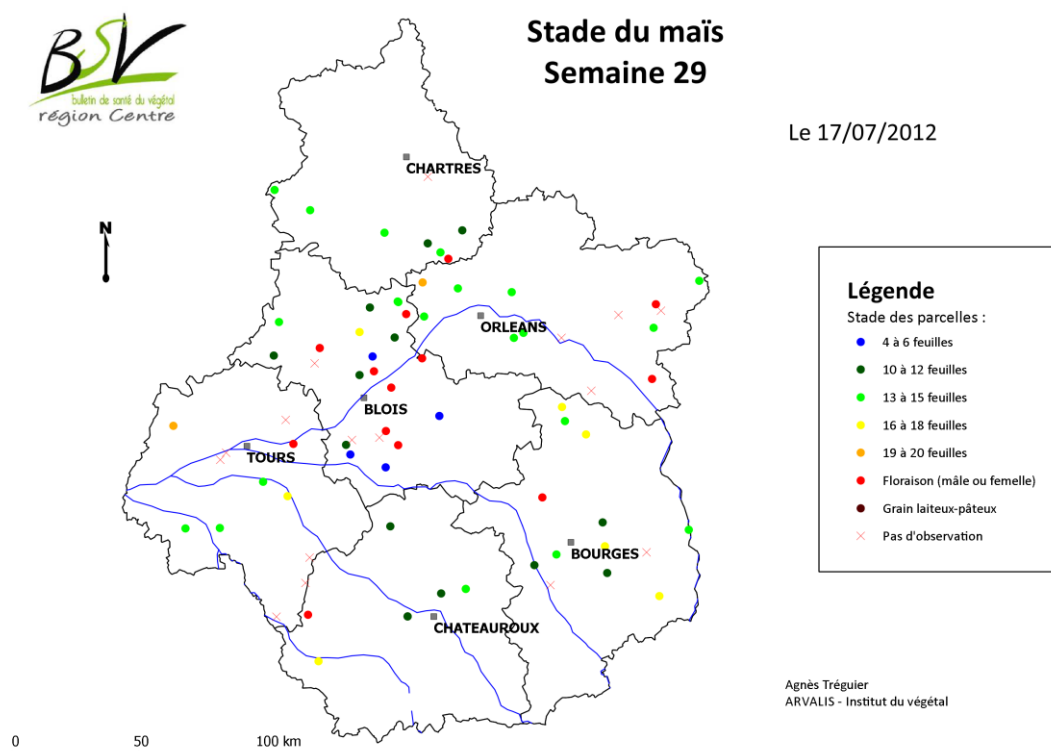 BSV
bulletin de santé du végétal
région Centre
Stade du maïs
Semaine 29
Le 17/07/2012
N
CHARTRES
ORLEANS
BLOIS
TOURS
BOURGES
CHATEAUROUX
Légende
Stade des parcelles :
4 à 6 feuilles
10 à 12 feuilles
13 à 15 feuilles
16 à 18 feuilles
19 à 20 feuilles
Floraison (mâle ou femelle)
Grain laiteux-pâteux
Pas d'observation
Agnès Tréguier
ARVALIS - Institut du végétal
0 50 100 km